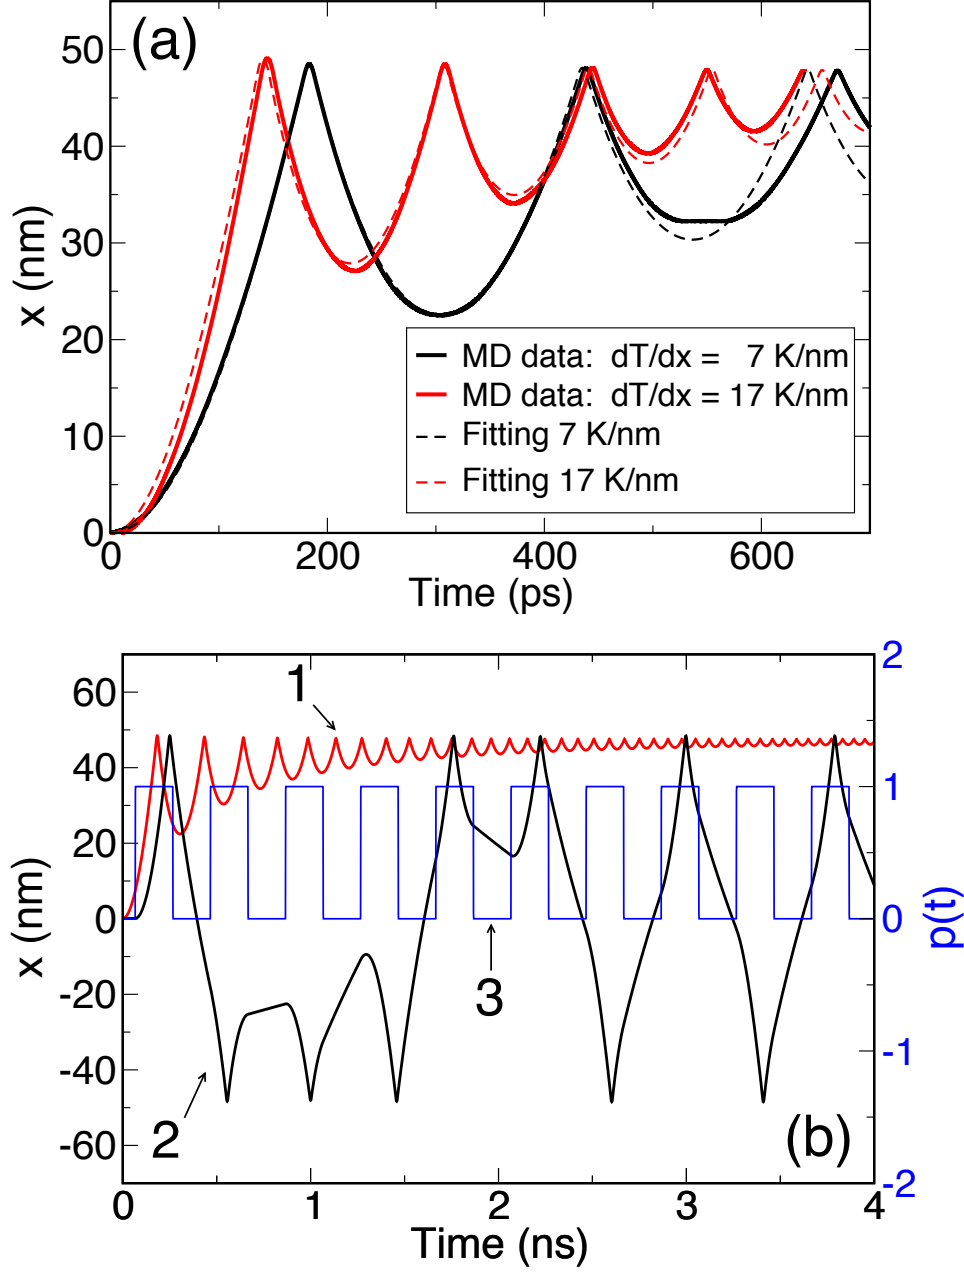 (a)
50
40
30
20
10
0
x (nm)
MD data: dT/dx = 7 K/nm
MD data: dT/dx = 17 K/nm
Fitting 7 K/nm
Fitting 17 K/nm
0 200 400 600
Time (ps)
60
40
20
0
-20
-40
-60
x (nm)
1
2
3
(b)
2
1
0
-1
-2
p(t)
0 1 2 3 4
Time (ns)